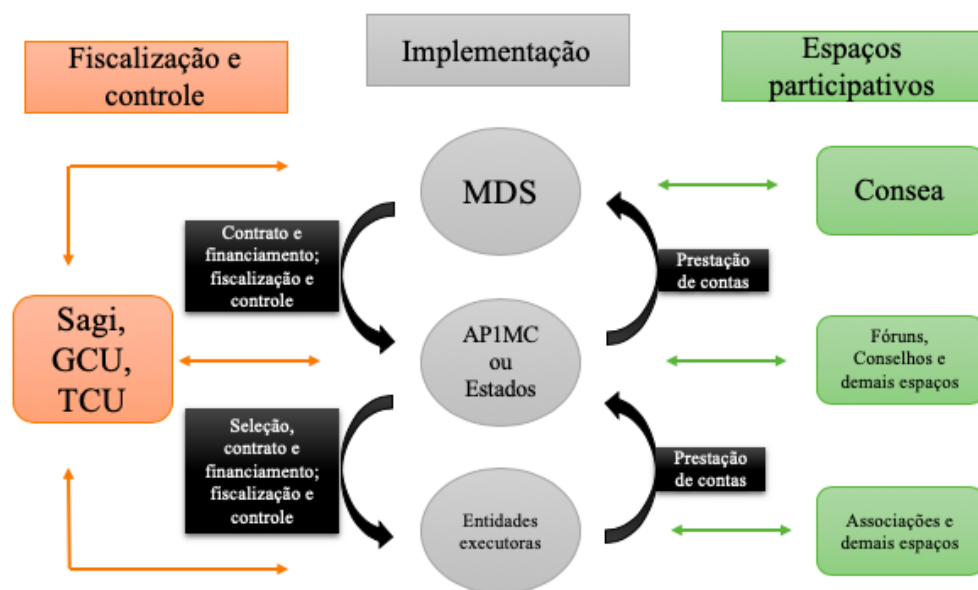 Fiscalização e
controle
Implementação
Espaços
participativos
MDS
Consea
Contrato e
financiamento;
fiscalização e
controle
Prestação
de contas
Sagi,
GCU,
TCU
AP1MC
ou
Estados
Fóruns,
Conselhos e
demais espaços
Seleção,
contrato e
financiamento;
fiscalização e
controle
Prestação
de contas
Entidades
executoras
Associações e
demais espaços